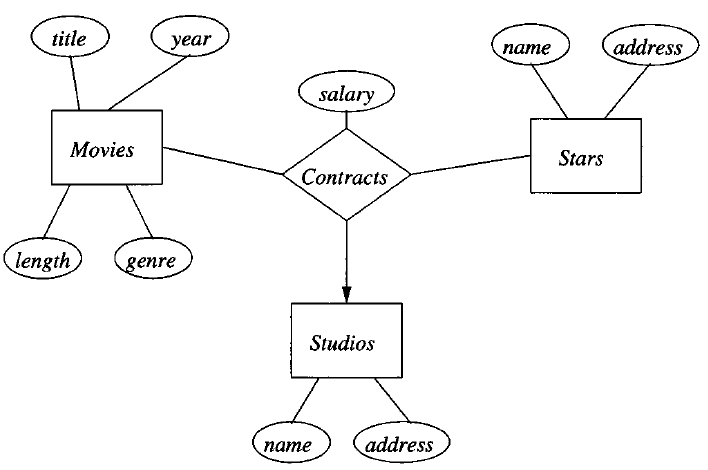 title
year
name
address
salary
Movies
Stars
Contracts
length
genre
Studios
name
address